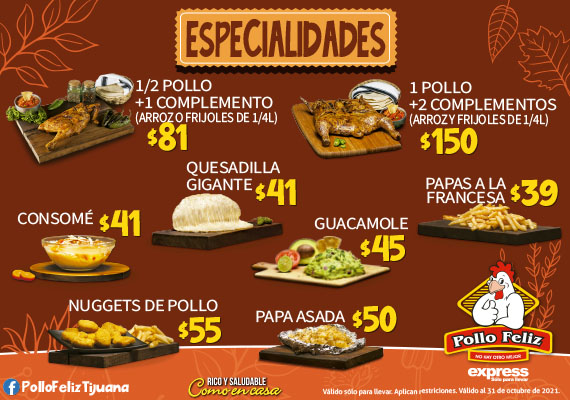 ESPECIALIDADES
1/2 POLLO
+1 COMPLEMENTO
(ARROZ O FRIJOLES DE 1/4L)
$81
1 POLLO
+2 COMPLEMENTOS
(ARROZ Y FRIJOLES DE 1/4L)
$150
QUESADILLA
GIGANTE $41
PAPAS A LA
FRANCESA $39
CONSOMÉ $41
GUACAMOLE
$45
NUGGETS DE POLLO
$55
PAPA ASADA $50
Pollo Feliz
NO HAY OTRO MEJOR
express
Sólo para llevar
PolloFelizTijuana
RICO Y SALUDABLE
Como en casa
Válido sólo para llevar. Aplican restricciones. Válido al 31 de octubre de 2021.